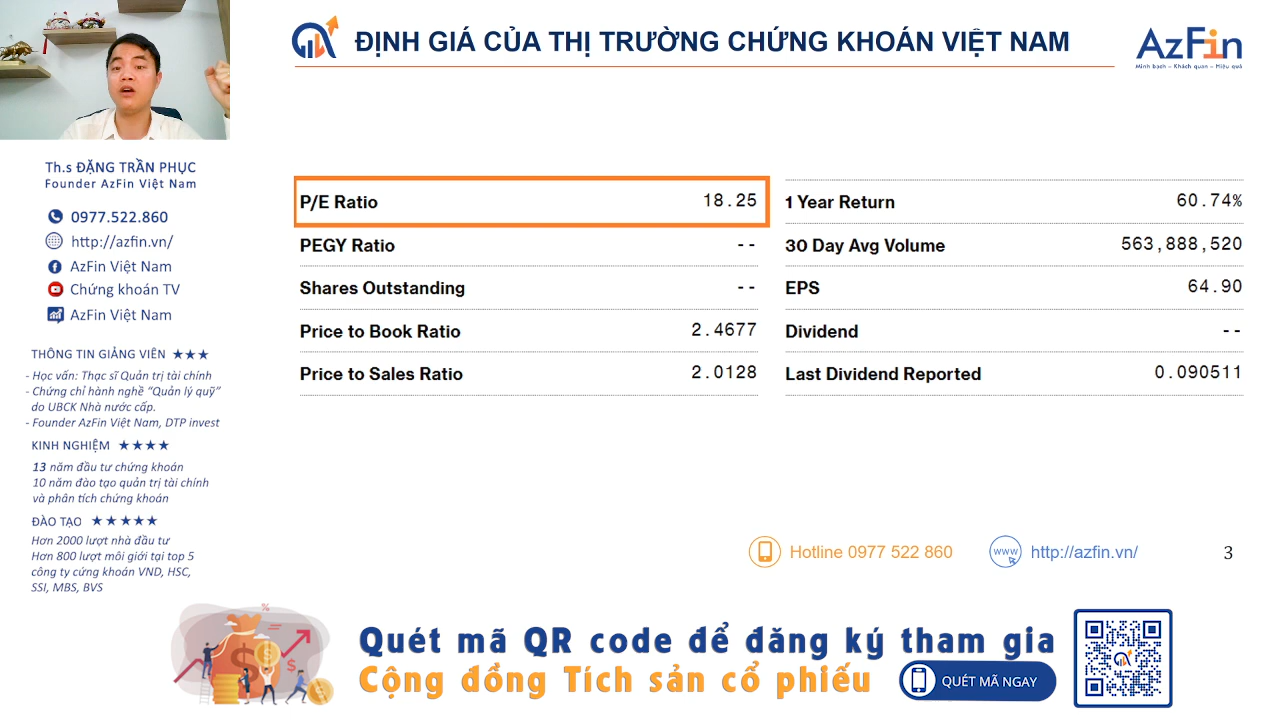 ĐỊNH GIÁ CỦA THỊ TRƯỜNG CHỨNG KHOÁN VIỆT NAM
AzFin
Minh bạch – Khách quan – Hiệu quả
Th.s ĐẶNG TRẦN PHỤC
Founder AzFin Việt Nam
0977.522.860
http://azfin.vn/
AzFin Việt Nam
Chứng khoán TV
AzFin Việt Nam
THÔNG TIN GIẢNG VIÊN ★★★
- Học vấn: Thạc sĩ Quản trị tài chính
- Chứng chỉ hành nghề “Quản lý quỹ”
do UBCK Nhà nước cấp.
- Founder AzFin Việt Nam, DTP invest
KINH NGHIỆM ★★★★
13 năm đầu tư chứng khoán
10 năm đào tạo quản trị tài chính
và phân tích chứng khoán
ĐÀO TẠO ★★★★★
Hơn 2000 lượt nhà đầu tư
Hơn 800 lượt môi giới tại top 5
công ty cứng khoán VND, HSC,
SSI, MBS, BVS
P/E Ratio 18.25
PEGY Ratio --
Shares Outstanding --
Price to Book Ratio 2.4677
Price to Sales Ratio 2.0128
1 Year Return 60.74%
30 Day Avg Volume 563,888,520
EPS 64.90
Dividend --
Last Dividend Reported 0.090511
Hotline 0977 522 860
www
http://azfin.vn/
3
Quét mã QR code để đăng ký tham gia
Cộng đồng Tích sản cổ phiếu
QUÉT MÃ NGAY